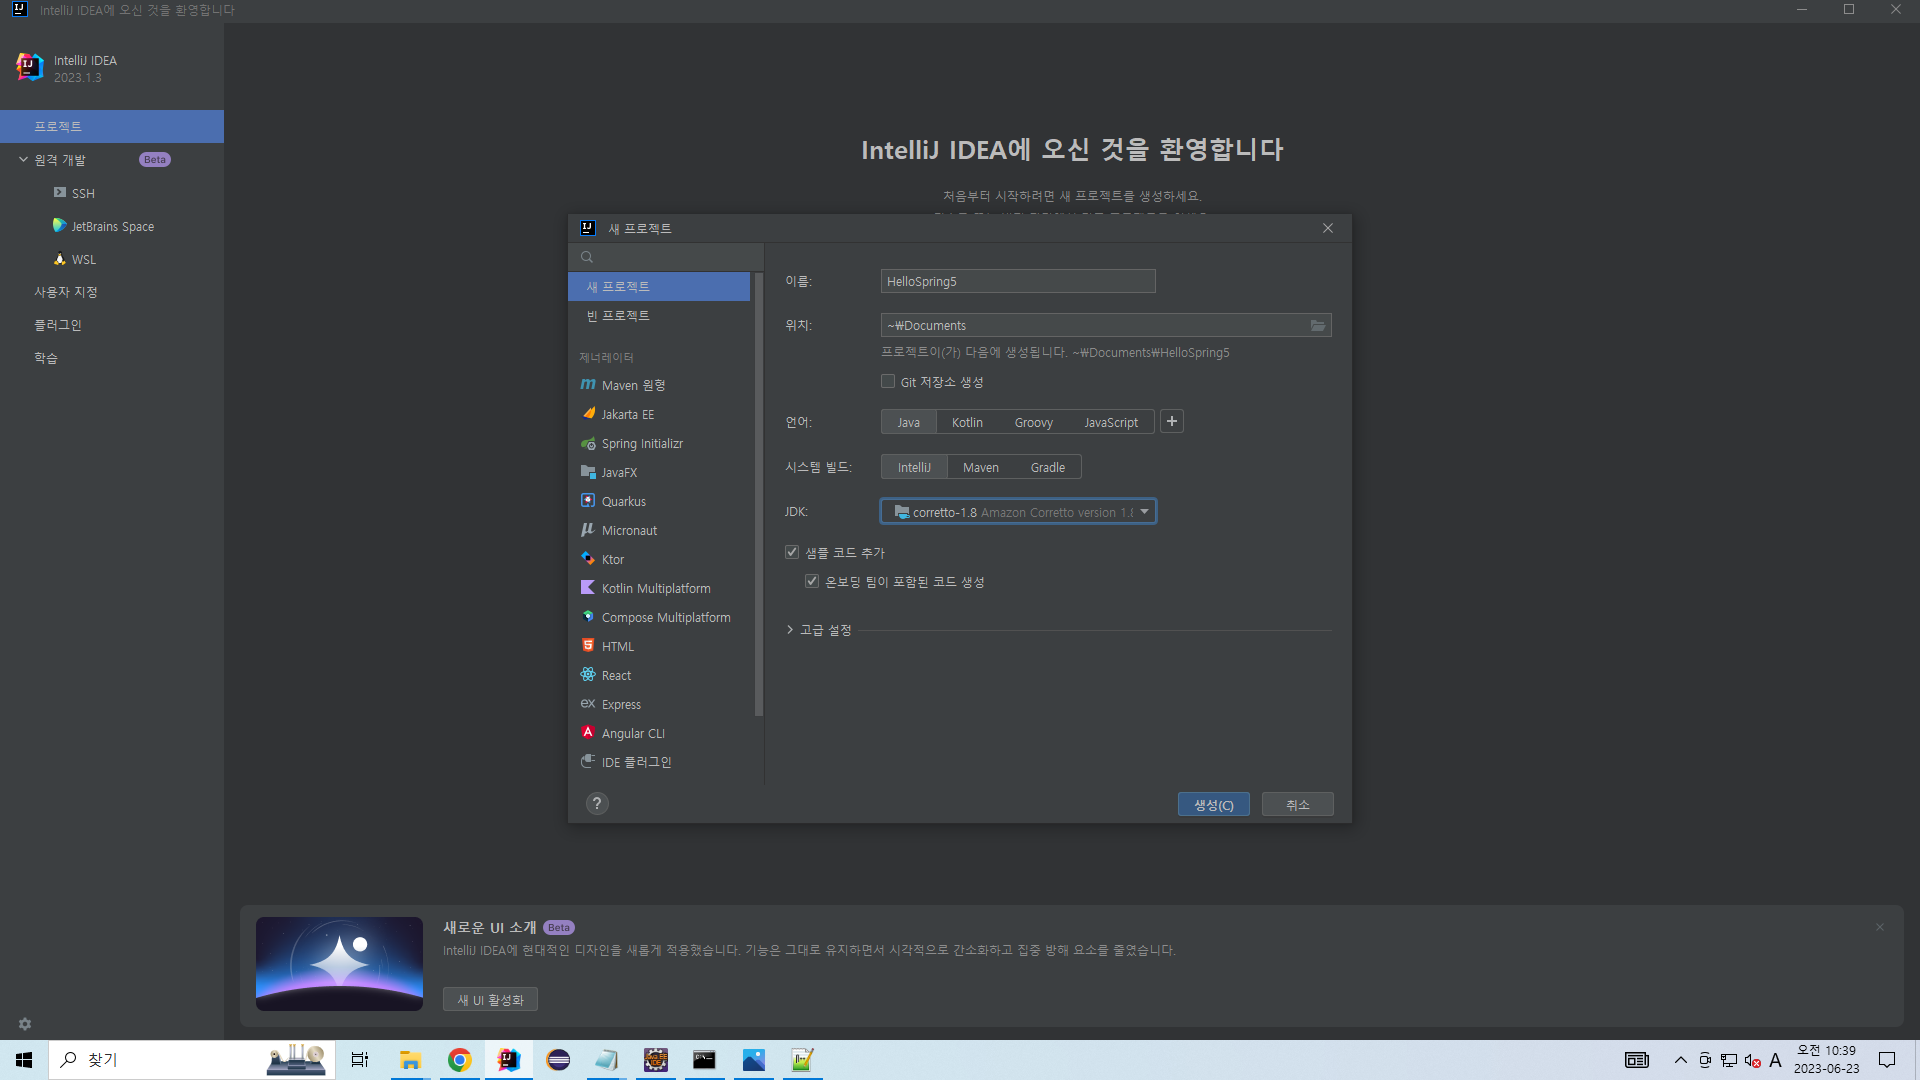 IntelliJ IDEA에 오신 것을 환영합니다
IntelliJ IDEA
2023.1.3
프로젝트
원격 개발 Beta
SSH
JetBrains Space
WSL
사용자 지정
플러그인
학습
IntelliJ IDEA에 오신 것을 환영합니다
처음부터 시작하려면 새 프로젝트를 생성하세요.
새 프로젝트
새 프로젝트
빈 프로젝트
제너레이터
Maven 원형
Jakarta EE
Spring Initializr
JavaFX
Quarkus
Micronaut
Ktor
Kotlin Multiplatform
Compose Multiplatform
HTML
React
Express
Angular CLI
IDE 플러그인
이름: HelloSpring5
위치: ~₩Documents
프로젝트이(가) 다음에 생성됩니다. ~₩Documents₩HelloSpring5
Git 저장소 생성
언어: Java Kotlin Groovy JavaScript +
시스템 빌드: IntelliJ Maven Gradle
JDK: corretto-1.8 Amazon Corretto version 1.8
샘플 코드 추가
온보딩 팁이 포함된 코드 생성
고급 설정
? 생성(C) 취소
새로운 UI 소개 Beta
IntelliJ IDEA에 현대적인 디자인을 새롭게 적용했습니다. 기능은 그대로 유지하면서 시각적으로 간소화하고 집중 방해 요소를 줄였습니다.
새 UI 활성화
찾기
A
오전 10:39
2023-06-23